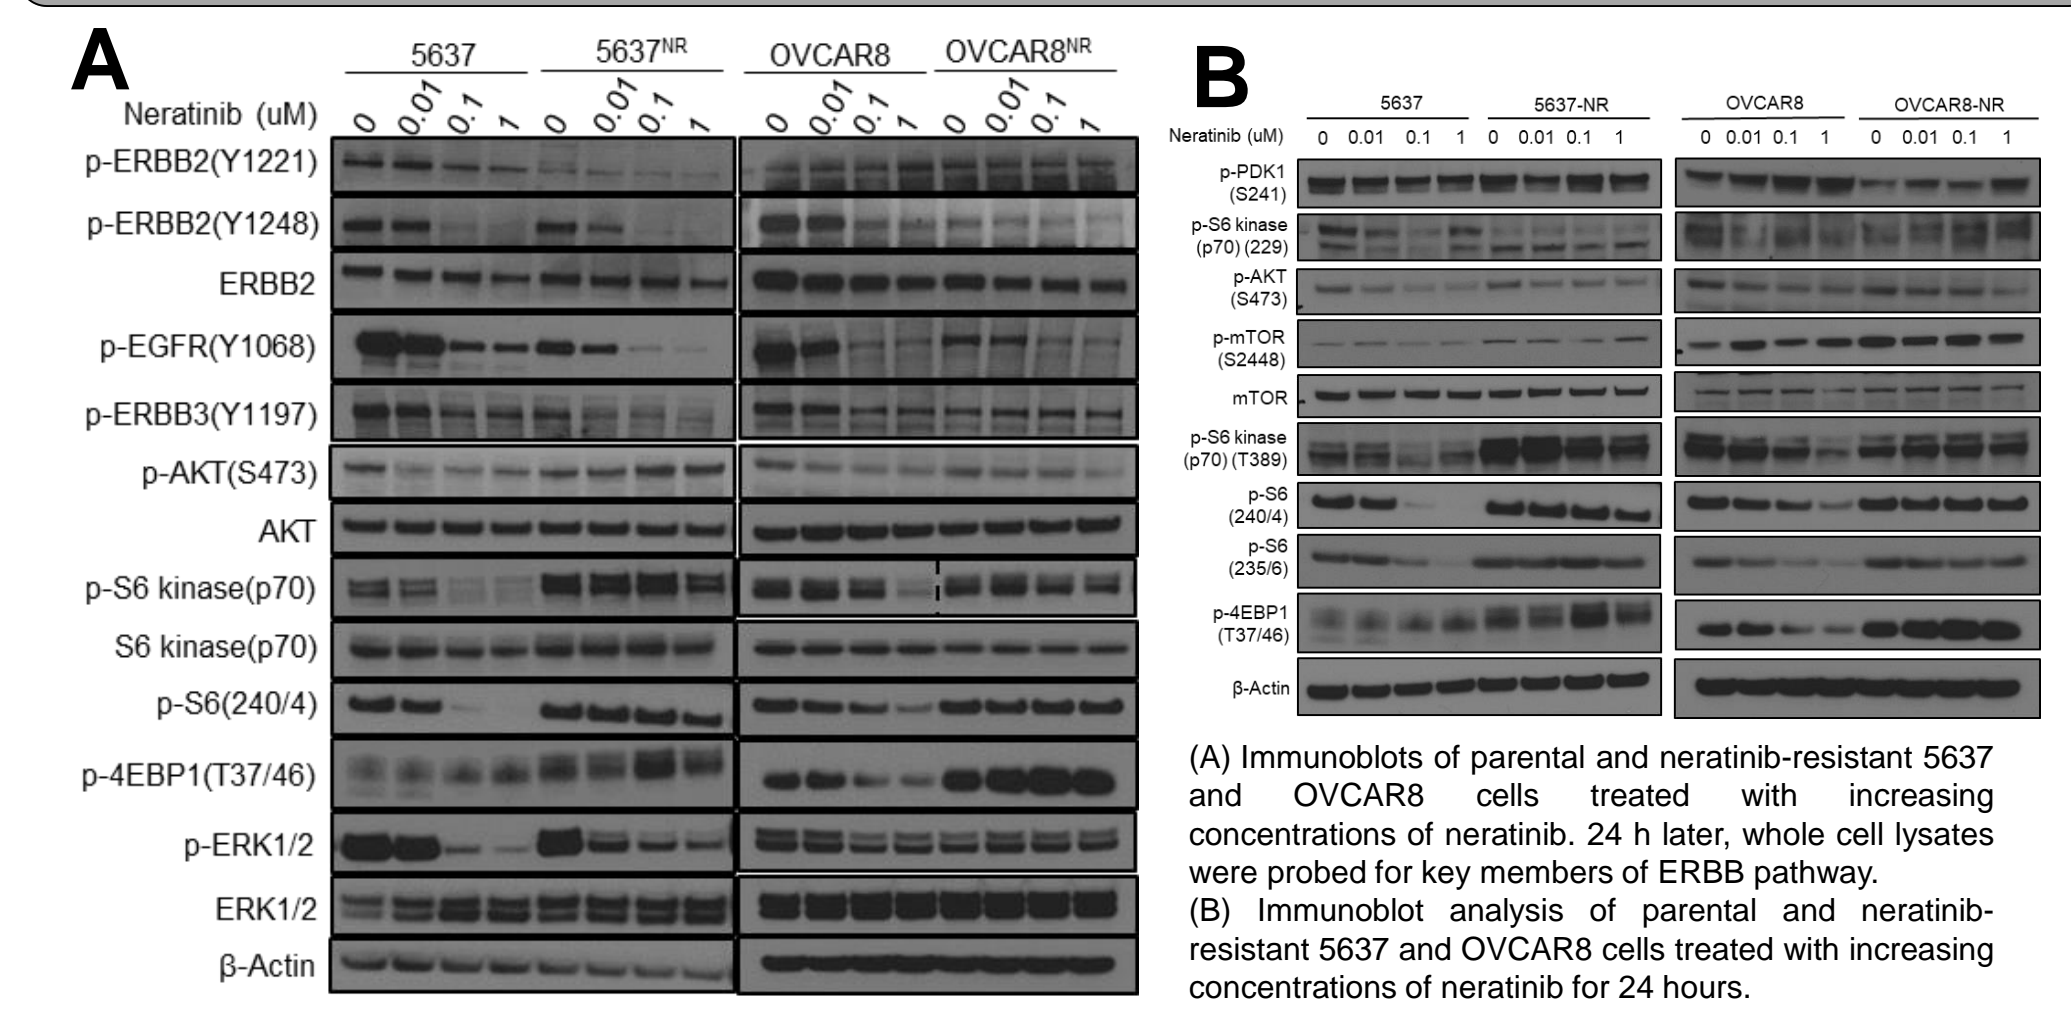 A
5637 5637NR OVCAR8 OVCAR8NR
Neratinib (uM) 0 0.01 0.1 1 0 0.01 0.1 1 0 0.01 0.1 1 0 0.01 0.1 1
p-ERBB2(Y1221)
p-ERBB2(Y1248)
ERBB2
p-EGFR(Y1068)
p-ERBB3(Y1197)
p-AKT(S473)
AKT
p-S6 kinase(p70)
S6 kinase(p70)
p-S6(240/4)
p-4EBP1(T37/46)
p-ERK1/2
ERK1/2
β-Actin
B
5637 5637-NR OVCAR8 OVCAR8-NR
Neratinib (uM) 0 0.01 0.1 1 0 0.01 0.1 1 0 0.01 0.1 1 0 0.01 0.1 1
p-PDK1
(S241)
p-S6 kinase
(p70) (229)
p-AKT
(S473)
p-mTOR
(S2448)
mTOR
p-S6 kinase
(p70) (T389)
p-S6
(240/4)
p-S6
(235/6)
p-4EBP1
(T37/46)
β-Actin
(A) Immunoblots of parental and neratinib-resistant 5637
and OVCAR8 cells treated with increasing
concentrations of neratinib. 24 h later, whole cell lysates
were probed for key members of ERBB pathway.
(B) Immunoblot analysis of parental and neratinib-
resistant 5637 and OVCAR8 cells treated with increasing
concentrations of neratinib for 24 hours.